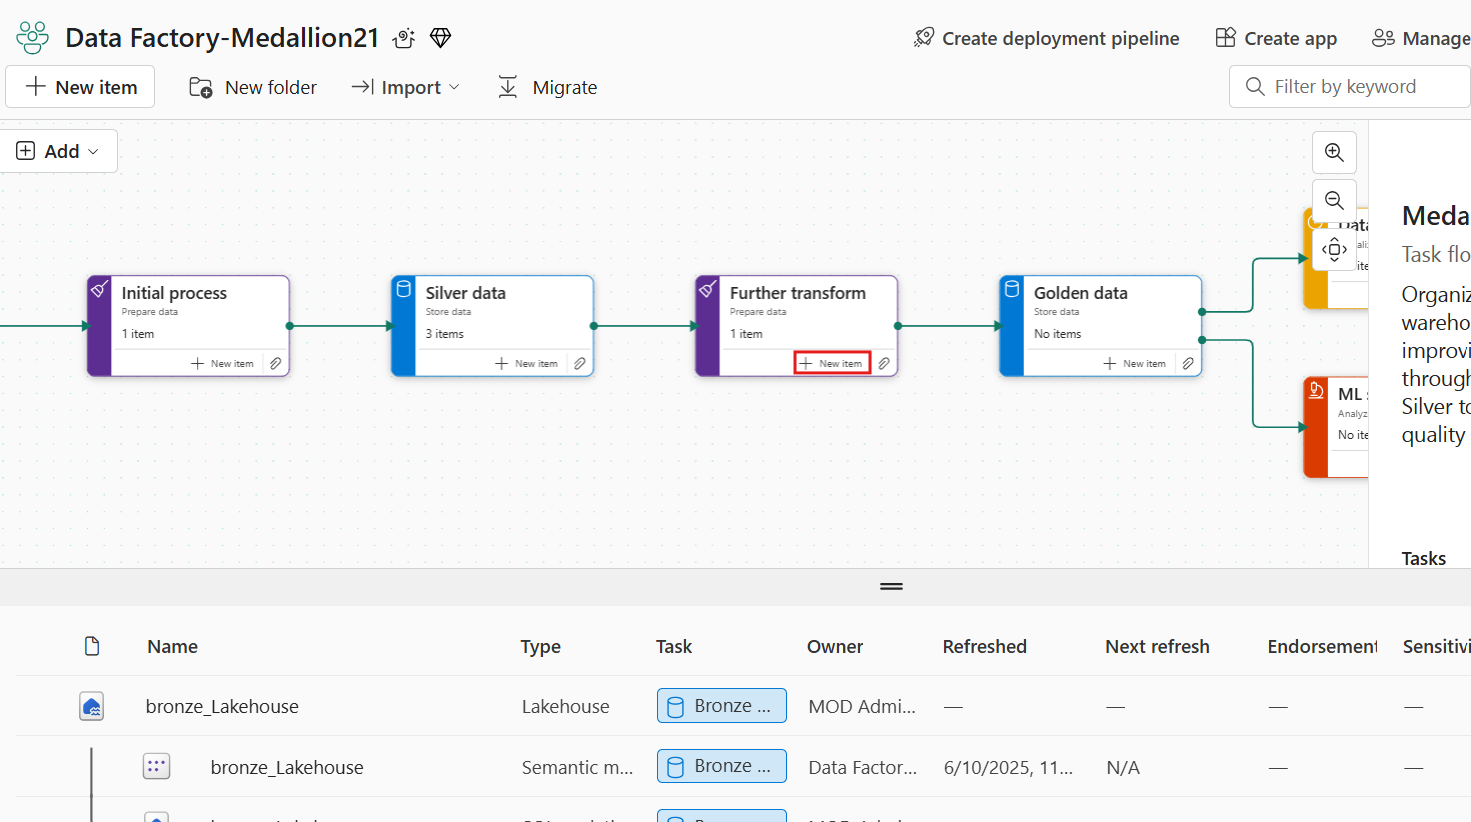 Data Factory-Medallion21
Create deployment pipeline
Create app
Manage
New item
New folder
Import
Migrate
Filter by keyword
Add
Initial process
Prepare data
1 item
New item
Silver data
Store data
3 items
New item
Further transform
Prepare data
1 item
New item
Golden data
Store data
No items
New item
Data
ML
Analyz
No ite
Meda
Task flo
Organiz
wareho
improvi
through
Silver to
quality
Tasks
Name Type Task Owner Refreshed Next refresh Endorsement Sensitivi
bronze_Lakehouse Lakehouse Bronze ... MOD Admi... — — — —
bronze_Lakehouse Semantic m... Bronze ... Data Factor... 6/10/2025, 11... N/A — —